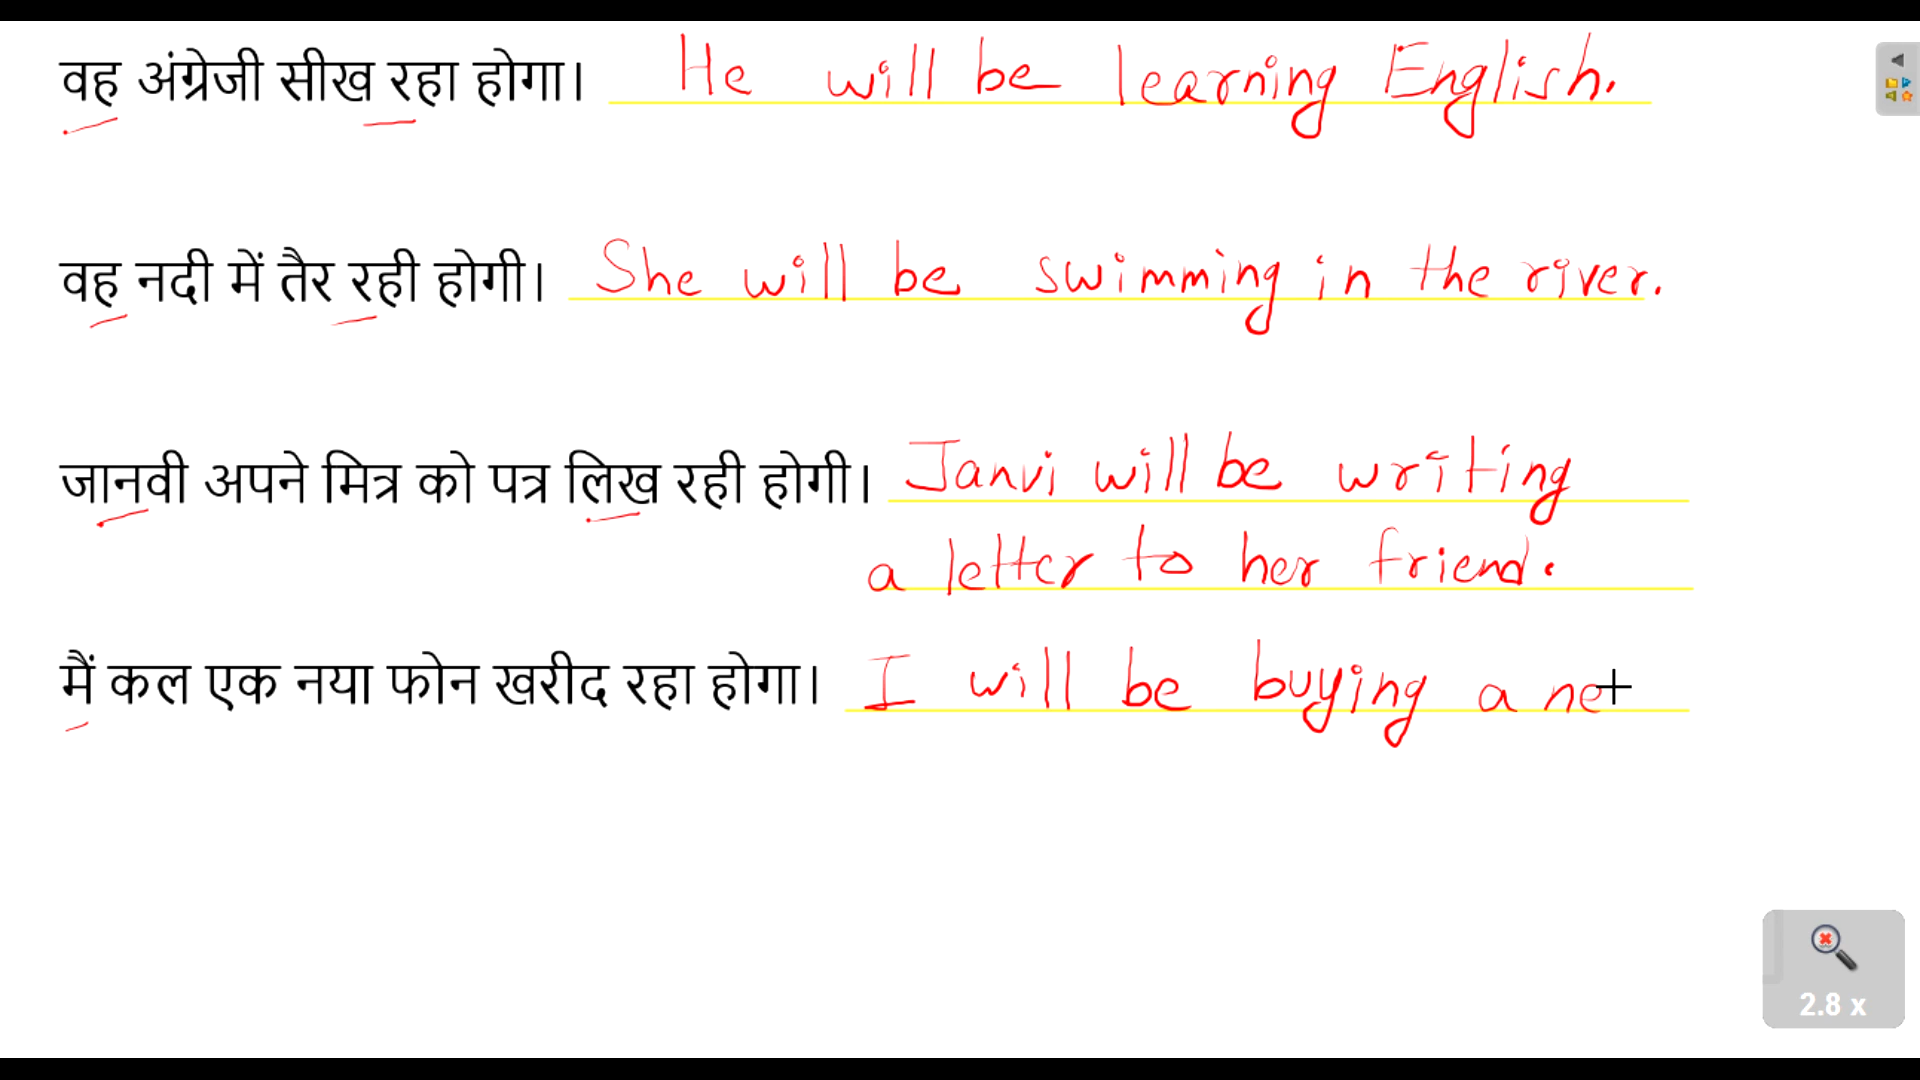 वह अंग्रेजी सीख रहा होगा। He will be learning English.
वह नदी में तैर रही होगी। She will be swimming in the river.
जानवी अपने मित्र को पत्र लिख रही होगी। Janvi will be writing
a letter to her friend.
मैं कल एक नया फोन खरीद रहा होगा। I will be buying a ne
2.8 x